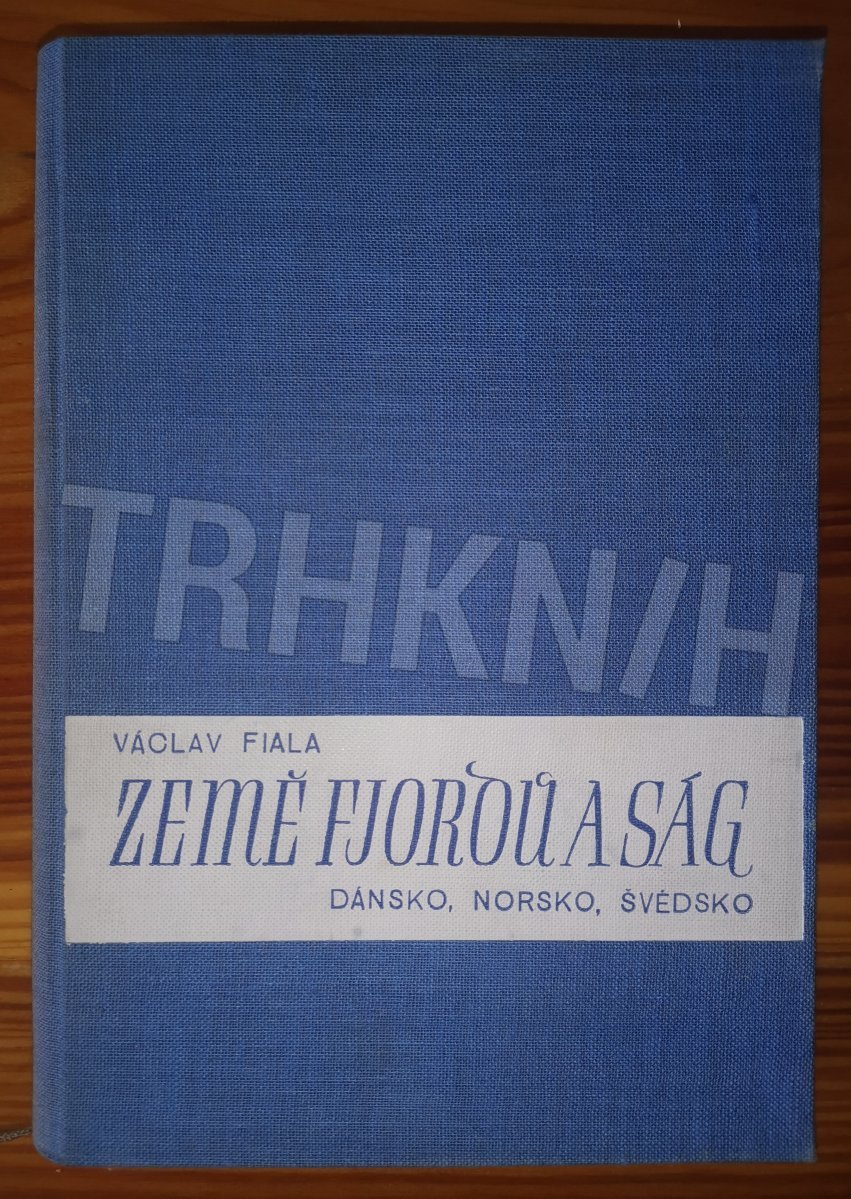 TRHKNIH
VÁCLAV FIALA
ZEMĚ FJORDŮ A SÁG
DÁNSKO, NORSKO, ŠVÉDSKO